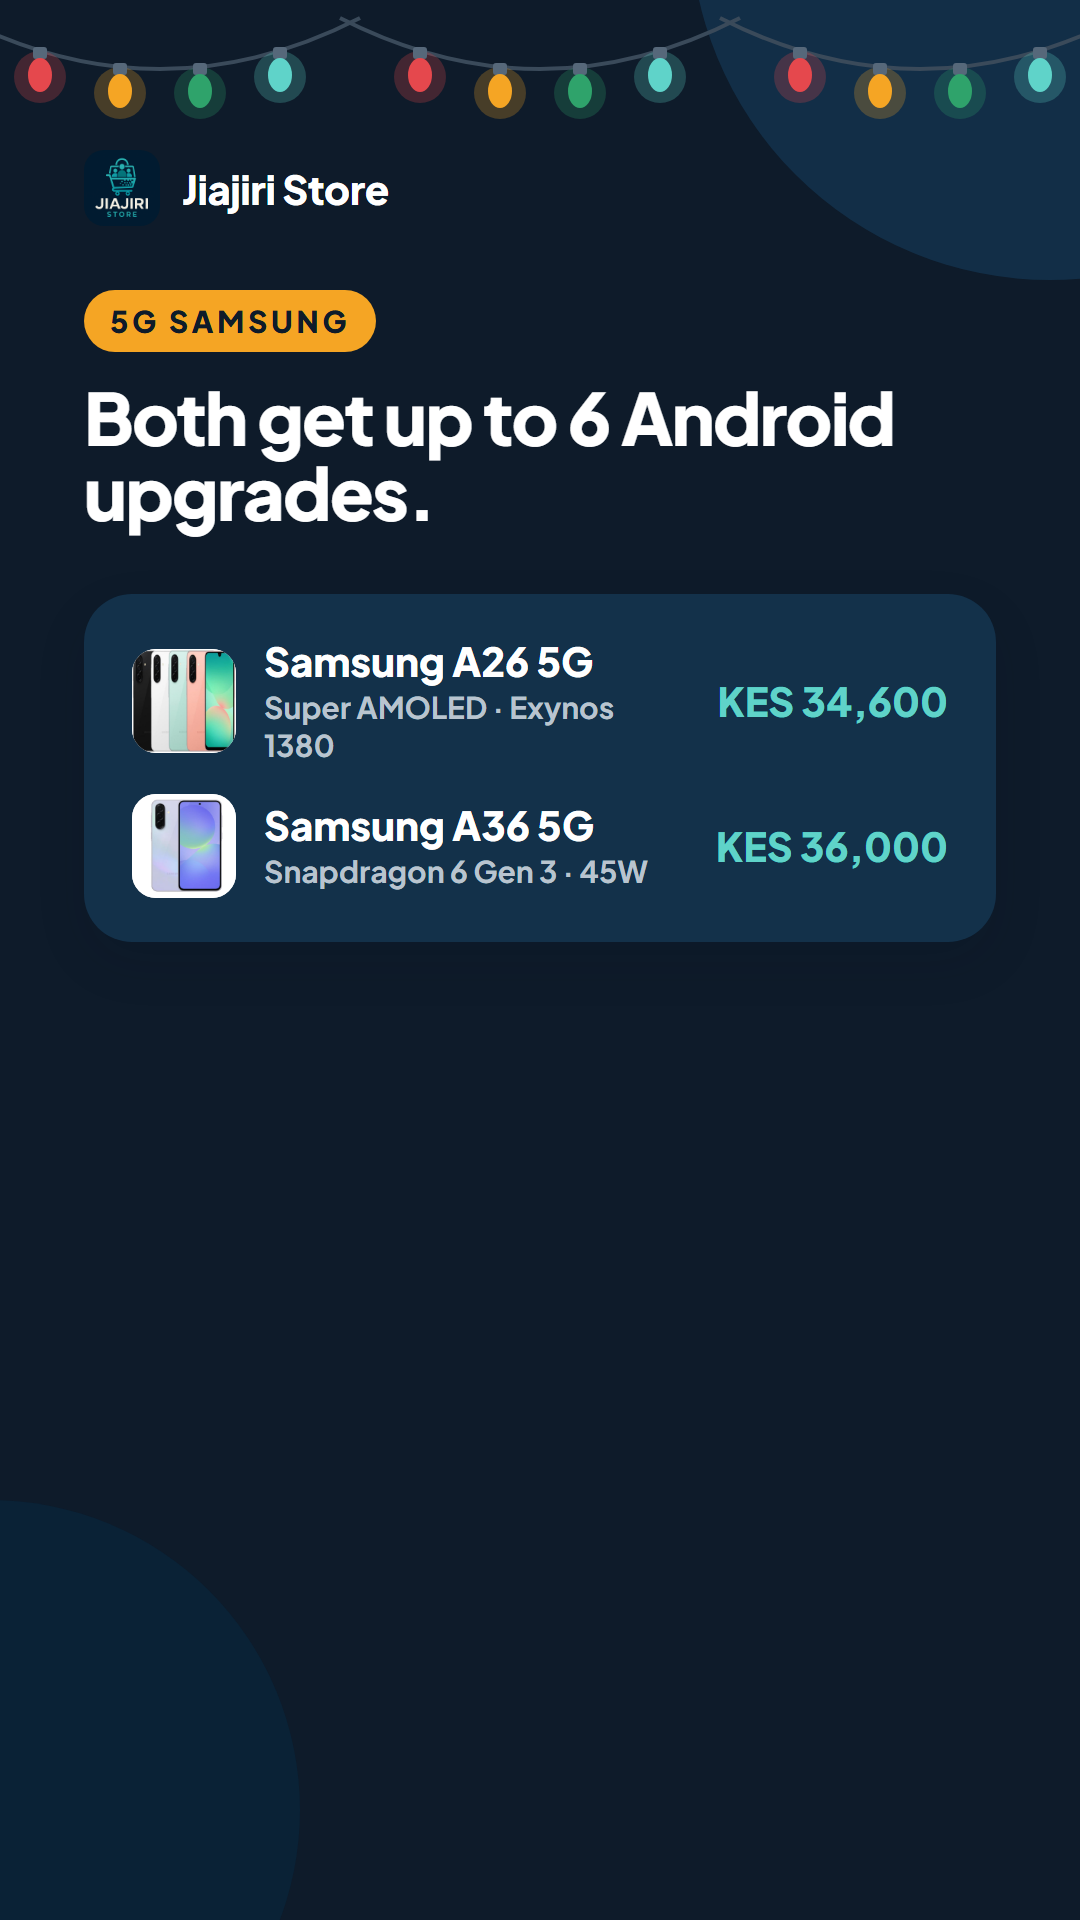 JIAJIRI
STORE
Jiajiri Store
5G SAMSUNG
Both get up to 6 Android
upgrades.
Samsung A26 5G
Super AMOLED · Exynos
1380
KES 34,600
Samsung A36 5G
Snapdragon 6 Gen 3 · 45W
KES 36,000